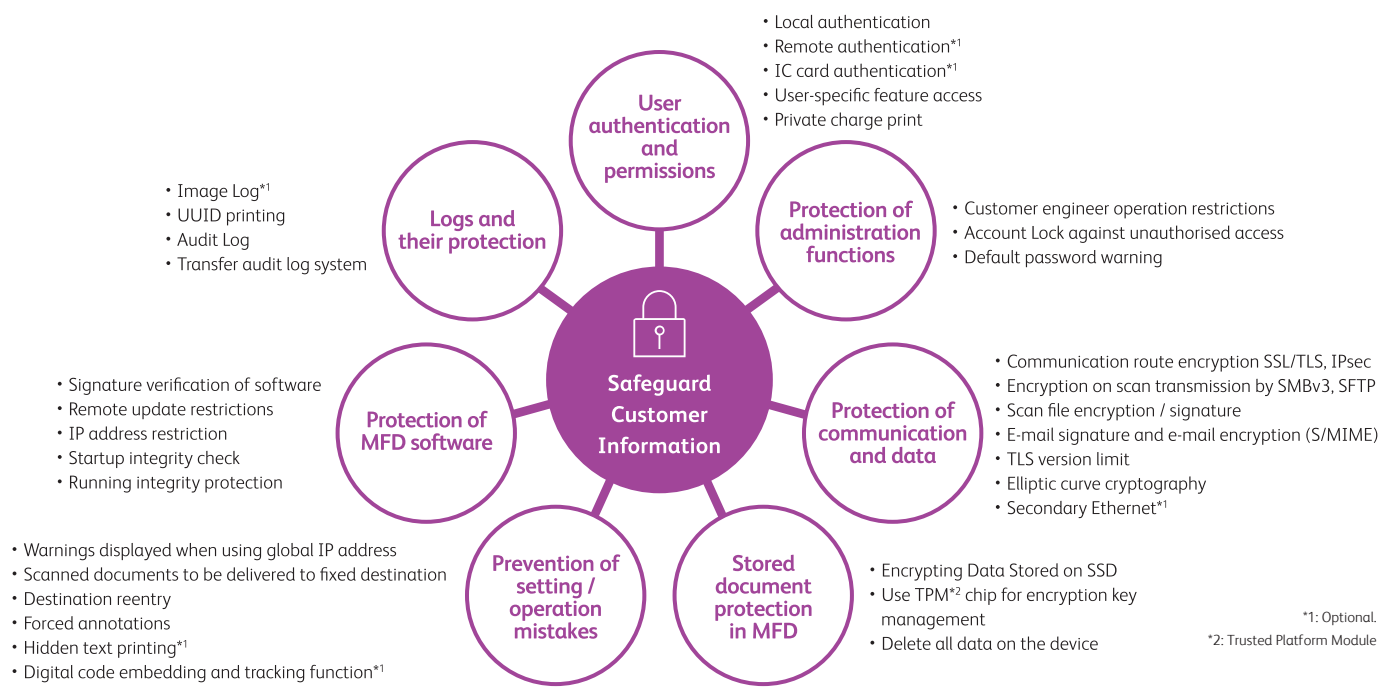 Safeguard
Customer
Information
User
authentication
and
permissions
• Local authentication
• Remote authentication*1
• IC card authentication*1
• User-specific feature access
• Private charge print
Protection of
administration
functions
• Customer engineer operation restrictions
• Account Lock against unauthorised access
• Default password warning
Protection of
communication
and data
• Communication route encryption SSL/TLS, IPsec
• Encryption on scan transmission by SMBv3, SFTP
• Scan file encryption / signature
• E-mail signature and e-mail encryption (S/MIME)
• TLS version limit
• Elliptic curve cryptography
• Secondary Ethernet*1
Stored
document
protection
in MFD
• Encrypting Data Stored on SSD
• Use TPM*2 chip for encryption key
management
• Delete all data on the device
Prevention of
setting /
operation
mistakes
• Warnings displayed when using global IP address
• Scanned documents to be delivered to fixed destination
• Destination reentry
• Forced annotations
• Hidden text printing*1
• Digital code embedding and tracking function*1
Protection of
MFD software
• Signature verification of software
• Remote update restrictions
• IP address restriction
• Startup integrity check
• Running integrity protection
Logs and
their protection
• Image Log*1
• UUID printing
• Audit Log
• Transfer audit log system
*1: Optional.
*2: Trusted Platform Module